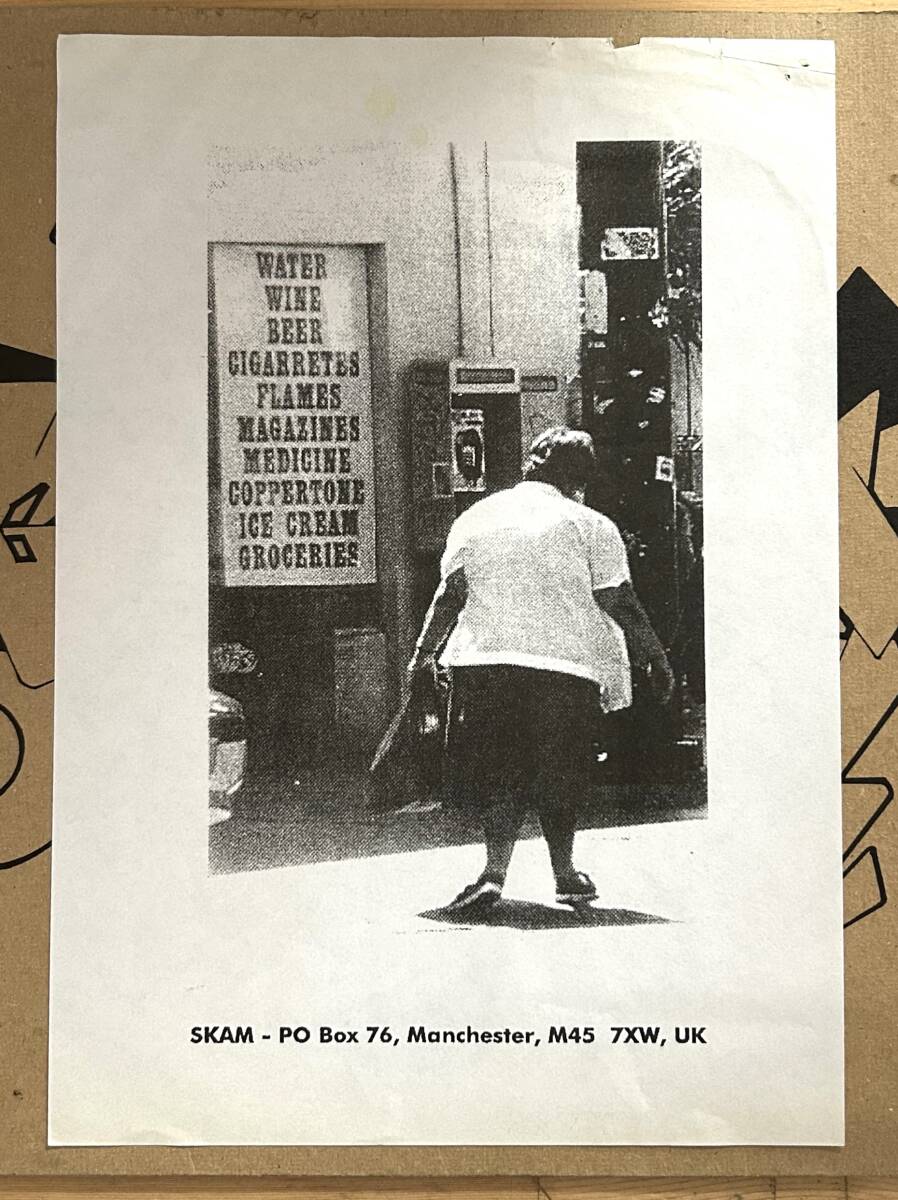 WATER
WINE
BEER
CIGARRETES
FLAMES
MAGAZINES
MEDICINE
COPPERTONE
ICE CREAM
GROCERIES
SKAM - PO Box 76, Manchester, M45 7XW, UK